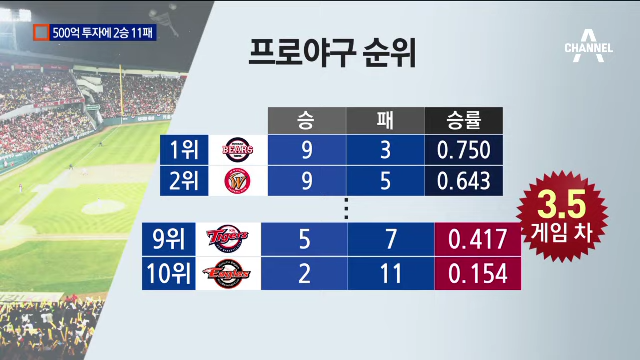 500억 투자에 2승 11패
CHANNEL A
프로야구 순위
승 패 승률
1위 BEARS 9 3 0.750
2위 9 5 0.643
9위 Tigers 5 7 0.417
10위 Eagles 2 11 0.154
3.5
게임 차